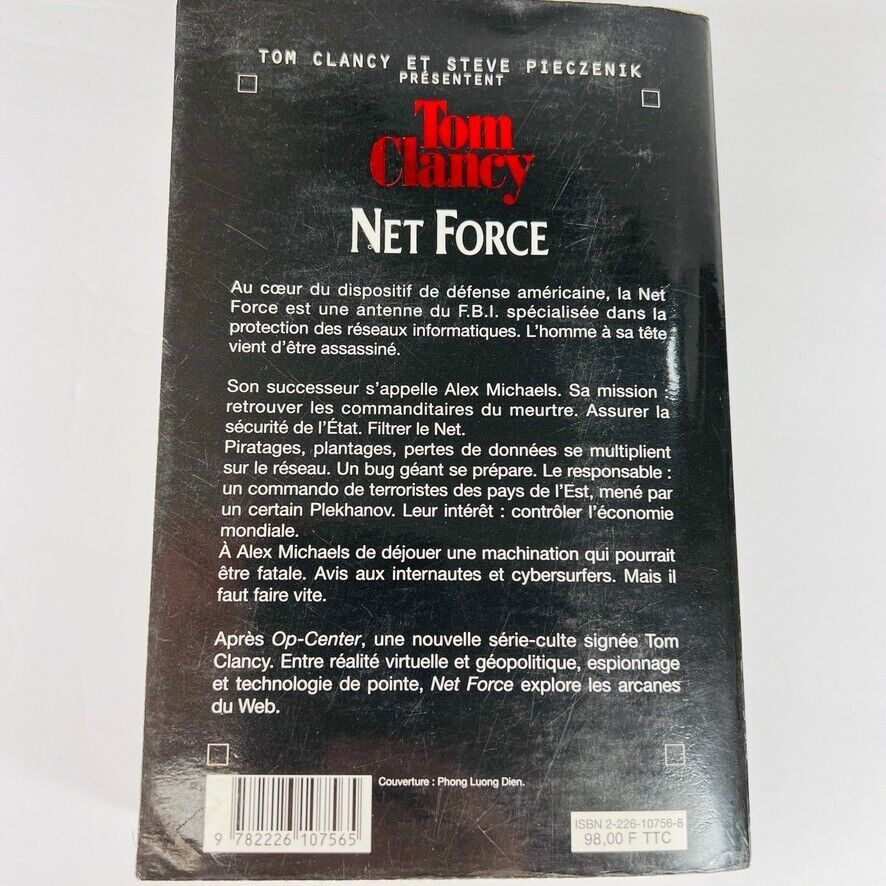 TOM CLANCY ET STEVE PIECZENIK
PRÉSENTENT
Tom
Clancy
NET FORCE
Au cœur du dispositif de défense américaine, la Net
Force est une antenne du F.B.I. spécialisée dans la
protection des réseaux informatiques. L'homme à sa tête
vient d'être assassiné.
Son successeur s'appelle Alex Michaels. Sa mission :
retrouver les commanditaires du meurtre. Assurer la
sécurité de l'État. Filtrer le Net.
Piratages, plantages, pertes de données se multiplient
sur le réseau. Un bug géant se prépare. Le responsable :
un commando de terroristes des pays de l'Est, mené par
un certain Plekhanov. Leur intérêt : contrôler l'économie
mondiale.
À Alex Michaels de déjouer une machination qui pourrait
être fatale. Avis aux internautes et cybersurfers. Mais il
faut faire vite.
Après Op-Center, une nouvelle série-culte signée Tom
Clancy. Entre réalité virtuelle et géopolitique, espionnage
et technologie de pointe, Net Force explore les arcanes
du Web.
Couverture : Phong Luong Dien.
9 782226 107565
ISBN 2-226-10756-8
98,00 F TTC